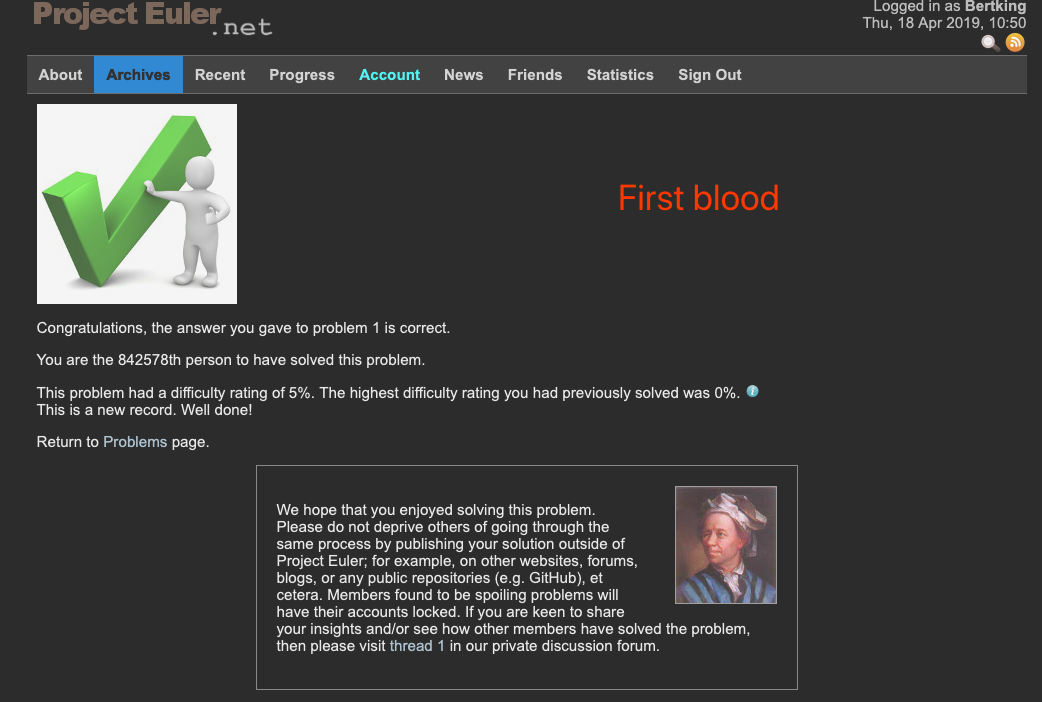 Project Euler
.net
Logged in as Bertking
Thu, 18 Apr 2019, 10:50
About Archives Recent Progress Account News Friends Statistics Sign Out
First blood
Congratulations, the answer you gave to problem 1 is correct.
You are the 842578th person to have solved this problem.
This problem had a difficulty rating of 5%. The highest difficulty rating you had previously solved was 0%.
This is a new record. Well done!
Return to Problems page.
We hope that you enjoyed solving this problem.
Please do not deprive others of going through the
same process by publishing your solution outside of
Project Euler; for example, on other websites, forums,
blogs, or any public repositories (e.g. GitHub), et
cetera. Members found to be spoiling problems will
have their accounts locked. If you are keen to share
your insights and/or see how other members have solved the problem,
then please visit thread 1 in our private discussion forum.